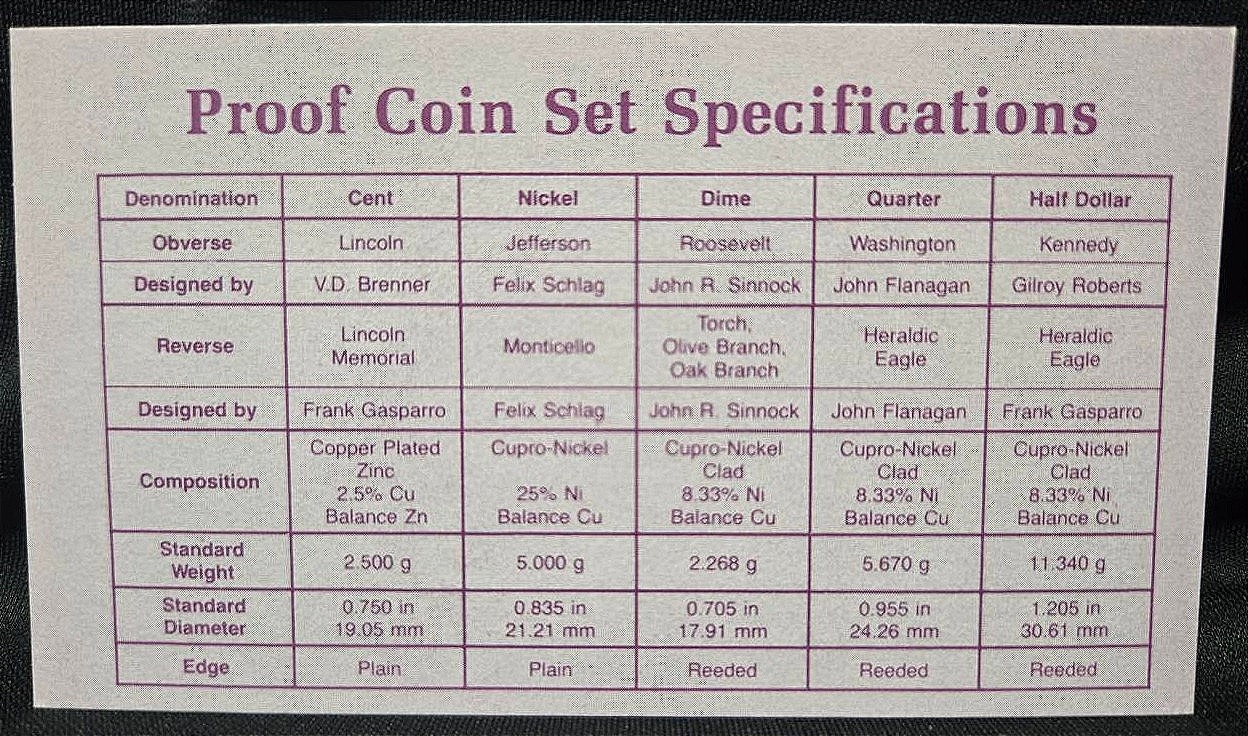 Proof Coin Set Specifications
Denomination Cent Nickel Dime Quarter Half Dollar
Obverse Lincoln Jefferson Roosevelt Washington Kennedy
Designed by V.D. Brenner Felix Schlag John R. Sinnock John Flanagan Gilroy Roberts
Reverse
Lincoln
Memorial
Monticello
Torch,
Olive Branch,
Oak Branch
Heraldic
Eagle
Heraldic
Eagle
Designed by Frank Gasparro Felix Schlag John R. Sinnock John Flanagan Frank Gasparro
Composition
Copper Plated
Zinc
2.5% Cu
Balance Zn
Cupro-Nickel
25% Ni
Balance Cu
Cupro-Nickel
Clad
8.33% Ni
Balance Cu
Cupro-Nickel
Clad
8.33% Ni
Balance Cu
Cupro-Nickel
Clad
8.33% Ni
Balance Cu
Standard
Weight
2.500 g 5.000 g 2.268 g 5.670 g 11.340 g
Standard
Diameter
0.750 in
19.05 mm
0.835 in
21.21 mm
0.705 in
17.91 mm
0.955 in
24.26 mm
1.205 in
30.61 mm
Edge Plain Plain Reeded Reeded Reeded